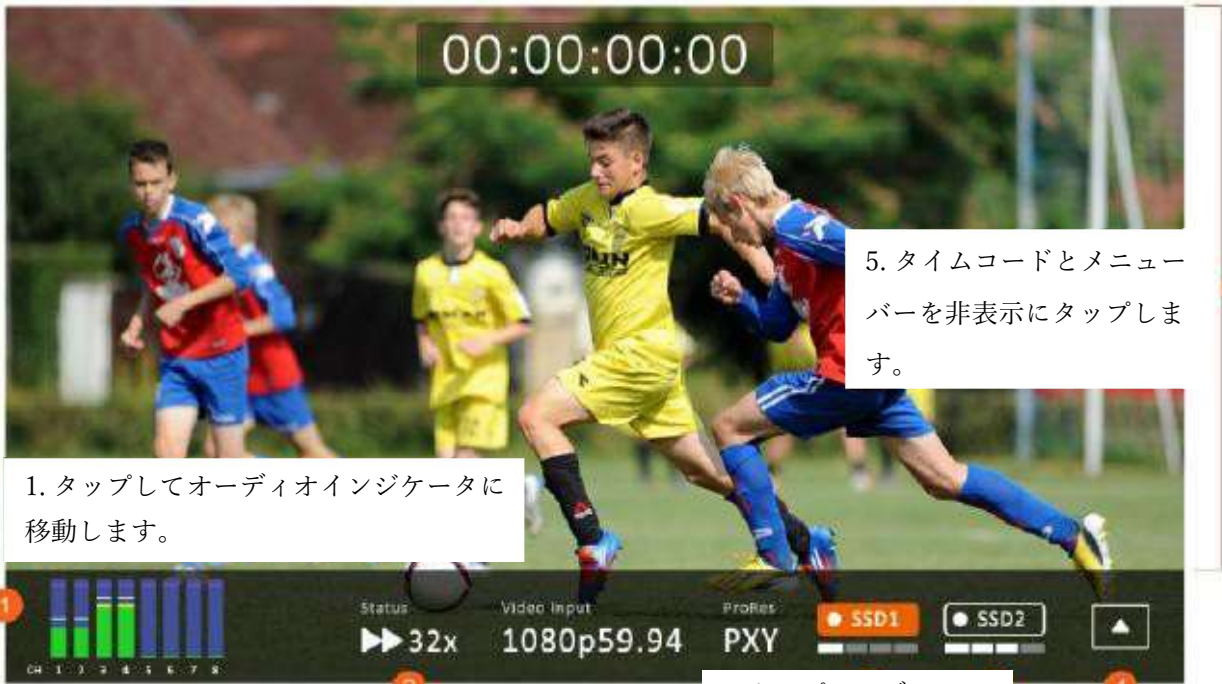 00:00:00:00
5. タイムコードとメニュー
バーを非表示にタップしま
す。
1. タップしてオーディオインジケータに
移動します。
1
Status
32x
Video Input
1080p59.94
ProRes
PXY
SSD1
SSD2
CH 1 2 3 4 5 6 7 8